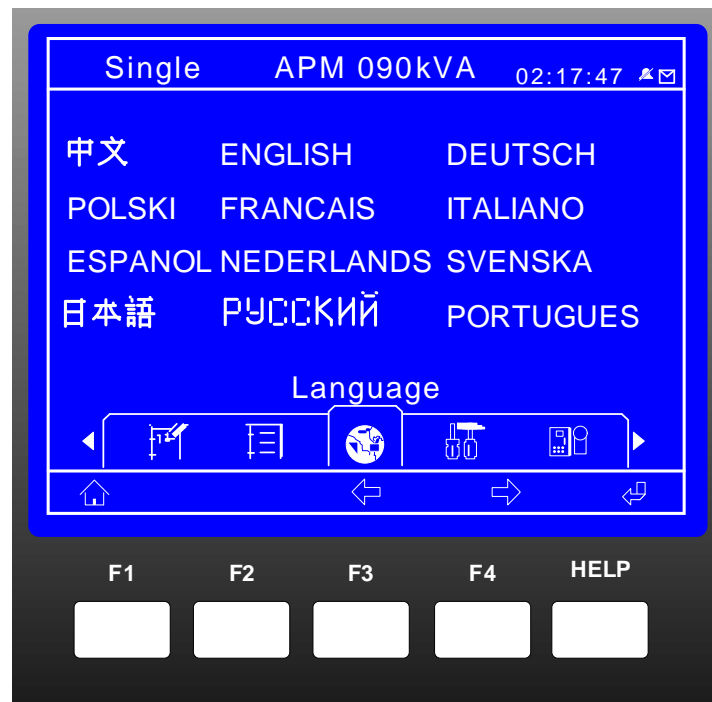 Single APM 090kVA 02:17:47
中文 ENGLISH DEUTSCH
POLSKI FRANCAIS ITALIANO
ESPANOL NEDERLANDS SVENSKA
日本語 РУССКИЙ PORTUGUES
Language
F1 F2 F3 F4 HELP